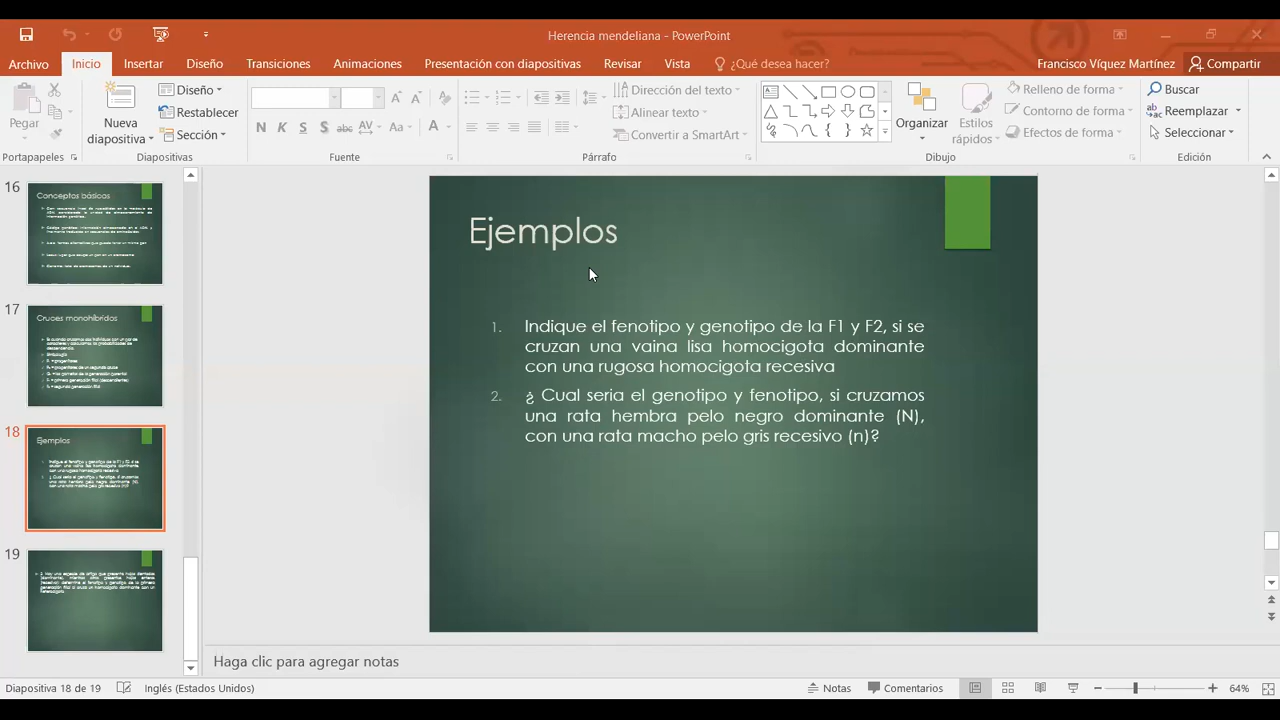 Herencia mendeliana - PowerPoint
Archivo Inicio Insertar Diseño Transiciones Animaciones Presentación con diapositivas Revisar Vista ¿Qué desea hacer? Francisco Víquez Martínez Compartir
Pegar
Nueva diapositiva
Diseño
Restablecer
Sección
N K S S abc AV Aa A
Dirección del texto
Alinear texto
Convertir a SmartArt
Organizar
Estilos rápidos
Relleno de forma
Contorno de forma
Efectos de forma
Buscar
Reemplazar
Seleccionar
Portapapeles Diapositivas Fuente Párrafo Dibujo Edición
16
Conceptos básicos
17
Cruces monohíbridos
18
Ejemplos
19
Ejemplos
1. Indique el fenotipo y genotipo de la F1 y F2, si se
cruzan una vaina lisa homocigota dominante
con una rugosa homocigota recesiva
2. ¿ Cual seria el genotipo y fenotipo, si cruzamos
una rata hembra pelo negro dominante (N),
con una rata macho pelo gris recesivo (n)?
Haga clic para agregar notas
Diapositiva 18 de 19 Inglés (Estados Unidos) Notas Comentarios 64%